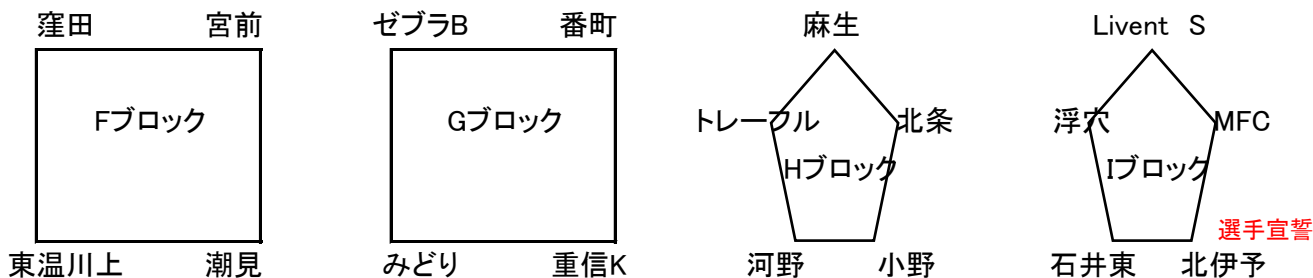 窪田 宮前 ゼブラB 番町 麻生 Livent S
Fブロック Gブロック トレーフル 北条 浮穴 MFC
Hブロック Iブロック
選手宣誓
東温川上 潮見 みどり 重信K 河野 小野 石井東 北伊予